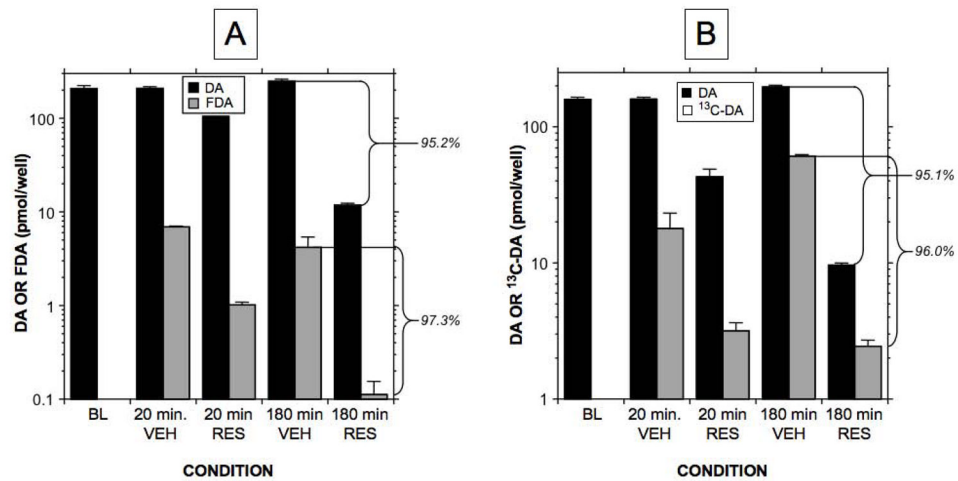 A
DA OR FDA (pmol/well)
100
10
1
0.1
DA
FDA
95.2%
97.3%
BL
20 min.
VEH
20 min
RES
180 min
VEH
180 min
RES
CONDITION
B
DA OR ¹³C-DA (pmol/well)
100
10
1
DA
¹³C-DA
95.1%
96.0%
BL
20 min.
VEH
20 min
RES
180 min
VEH
180 min
RES
CONDITION